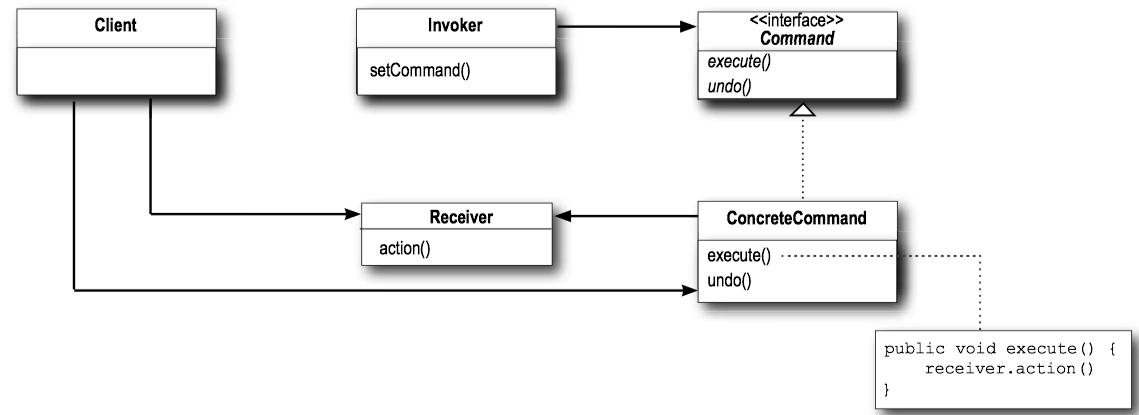 Client
Invoker
setCommand()
<<interface>>
Command
execute()
undo()
Receiver
action()
ConcreteCommand
execute()
undo()
public void execute() {
    receiver.action()
}